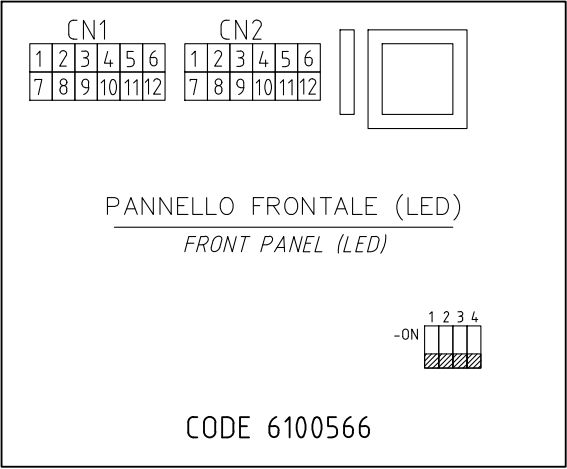 CN1 CN2
1 2 3 4 5 6 1 2 3 4 5 6
7 8 9 10 11 12 7 8 9 10 11 12
PANNELLO FRONTALE (LED)
FRONT PANEL (LED)
1 2 3 4
-ON
CODE 6100566